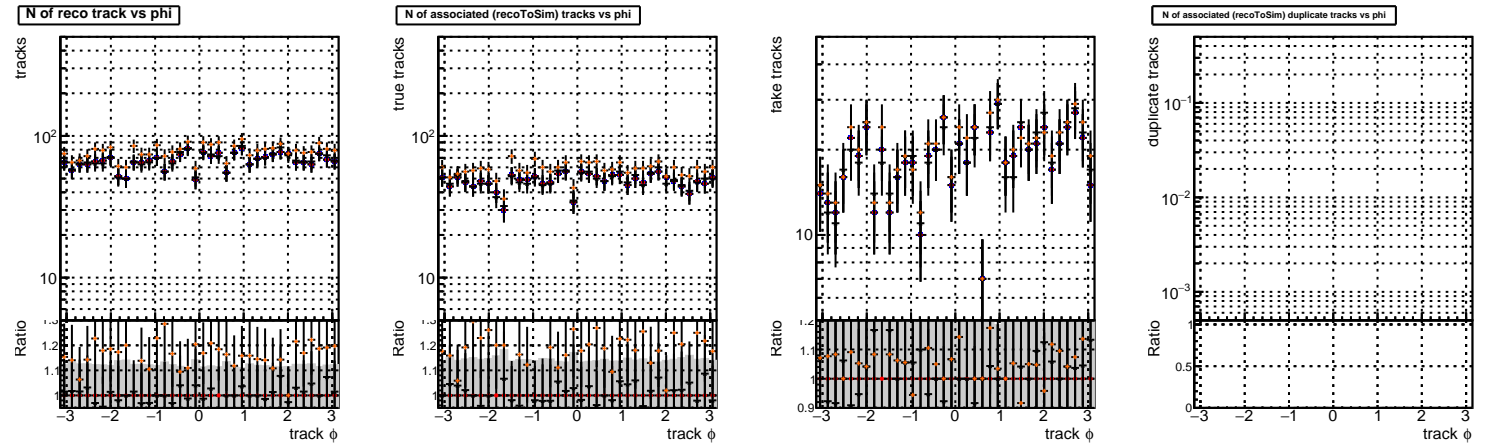 N of reco track vs phi
tracks
10²
10
Ratio
1.3
1.2
1.1
1
−3 −2 −1 0 1 2 3
track ϕ
N of associated (recoToSim) tracks vs phi
true tracks
10²
10
Ratio
1.3
1.2
1.1
1
−3 −2 −1 0 1 2 3
track ϕ
fake tracks
10
Ratio
1.2
1.1
1
0.9
−3 −2 −1 0 1 2 3
track ϕ
N of associated (recoToSim) duplicate tracks vs phi
duplicate tracks
10⁻¹
10⁻²
10⁻³
Ratio
1
0.5
0
−3 −2 −1 0 1 2 3
track ϕ